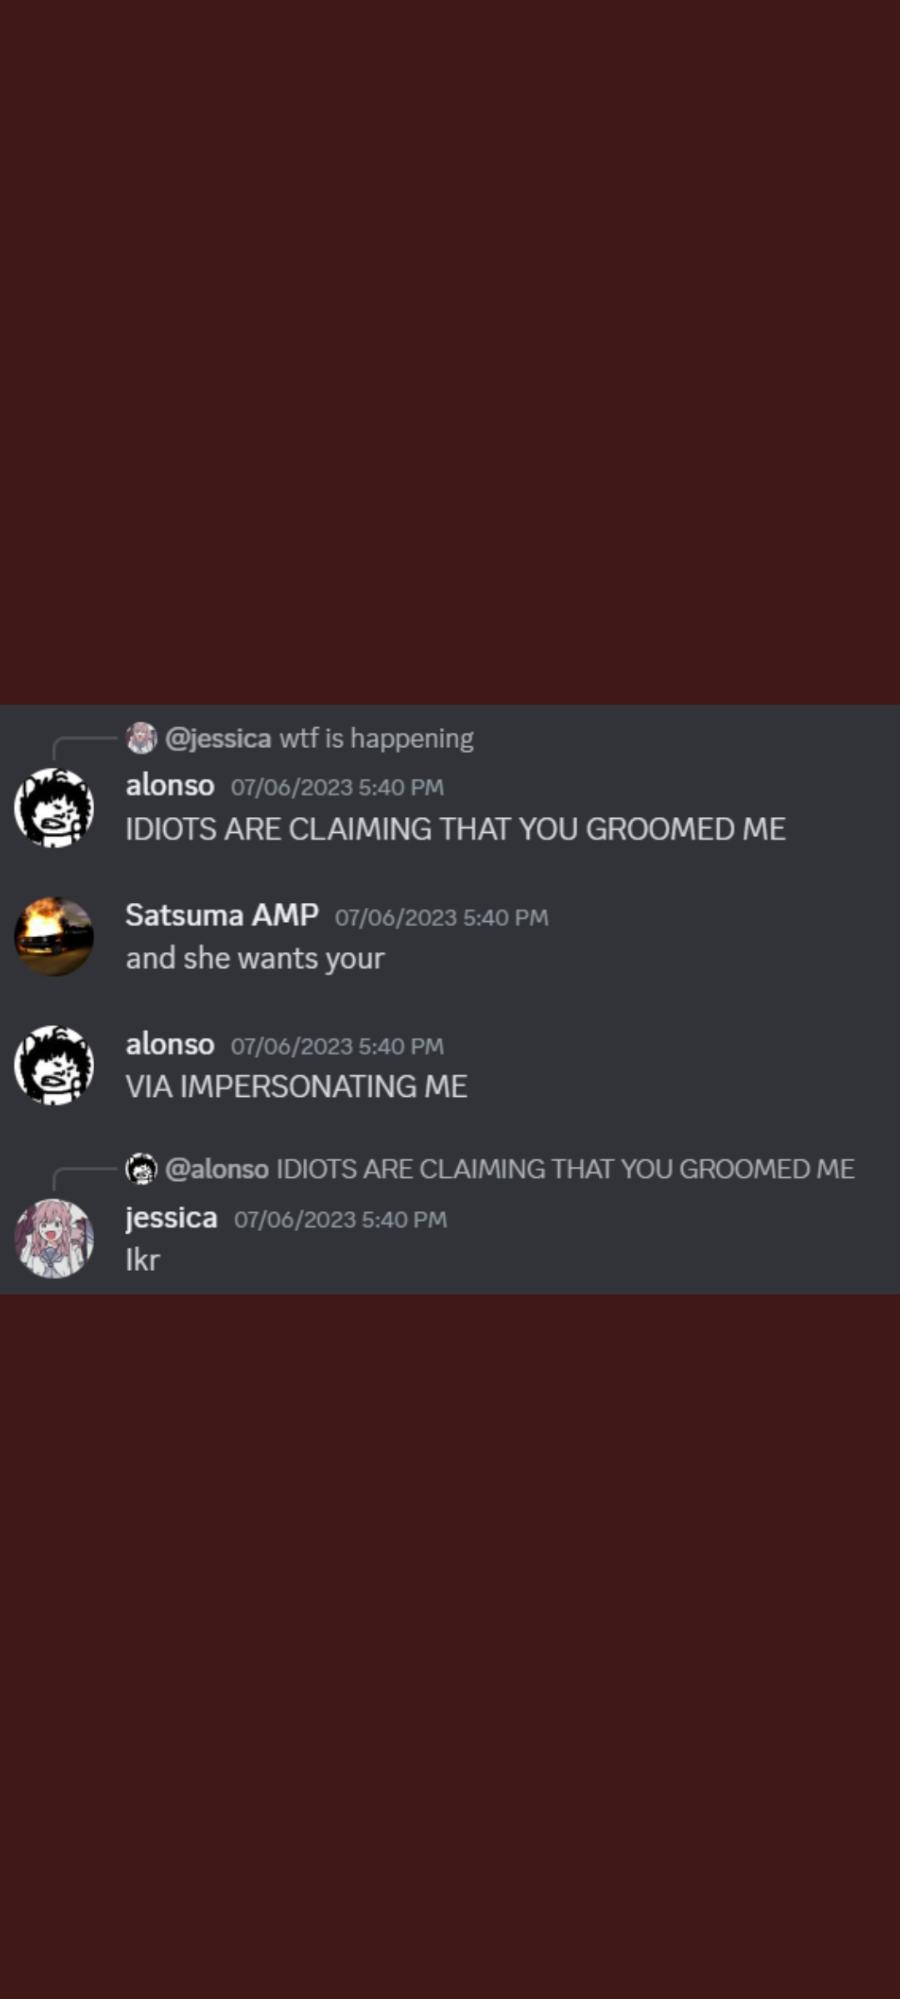 @jessica wtf is happening
alonso 07/06/2023 5:40 PM
IDIOTS ARE CLAIMING THAT YOU GROOMED ME
Satsuma AMP 07/06/2023 5:40 PM
and she wants your
alonso 07/06/2023 5:40 PM
VIA IMPERSONATING ME
@alonso IDIOTS ARE CLAIMING THAT YOU GROOMED ME
jessica 07/06/2023 5:40 PM
Ikr